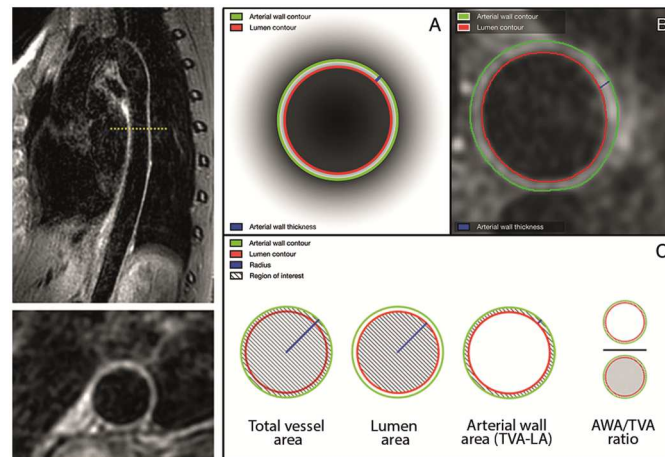 Arterial wall contour
Lumen contour
A
Arterial wall thickness
Arterial wall contour
Lumen contour
B
Arterial wall thickness
Arterial wall contour
Lumen contour
Radius
Region of interest
C
Total vessel
area
Lumen
area
Arterial wall
area (TVA-LA)
AWA/TVA
ratio